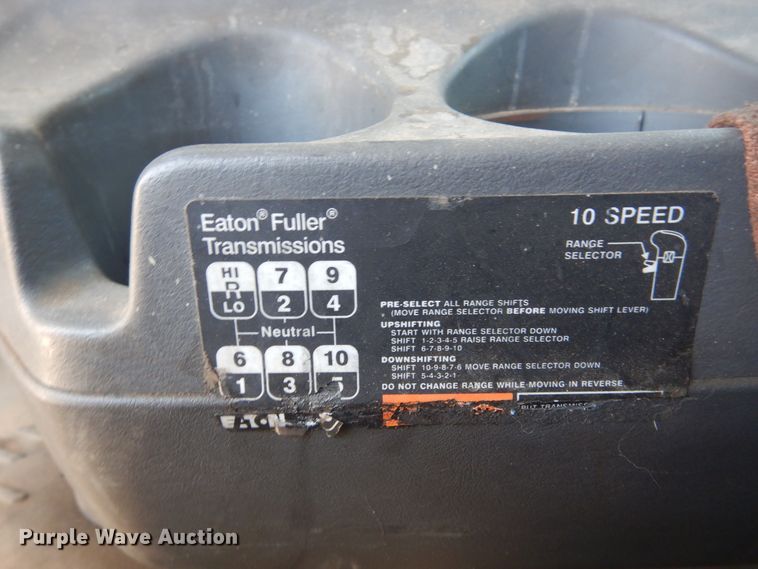 Eaton® Fuller®
Transmissions
10 SPEED
RANGE
SELECTOR
HI 7 9
R
LO 2 4
Neutral
6 8 10
1 3
PRE-SELECT ALL RANGE SHIFTS
(MOVE RANGE SELECTOR BEFORE MOVING SHIFT LEVER)
UPSHIFTING
START WITH RANGE SELECTOR DOWN
SHIFT 1-2-3-4-5 RAISE RANGE SELECTOR
SHIFT 6-7-8-9-10
DOWNSHIFTING
SHIFT 10-9-8-7-6 MOVE RANGE SELECTOR DOWN
SHIFT 5-4-3-2-1
DO NOT CHANGE RANGE WHILE MOVING IN REVERSE.
EATON
Purple Wave Auction